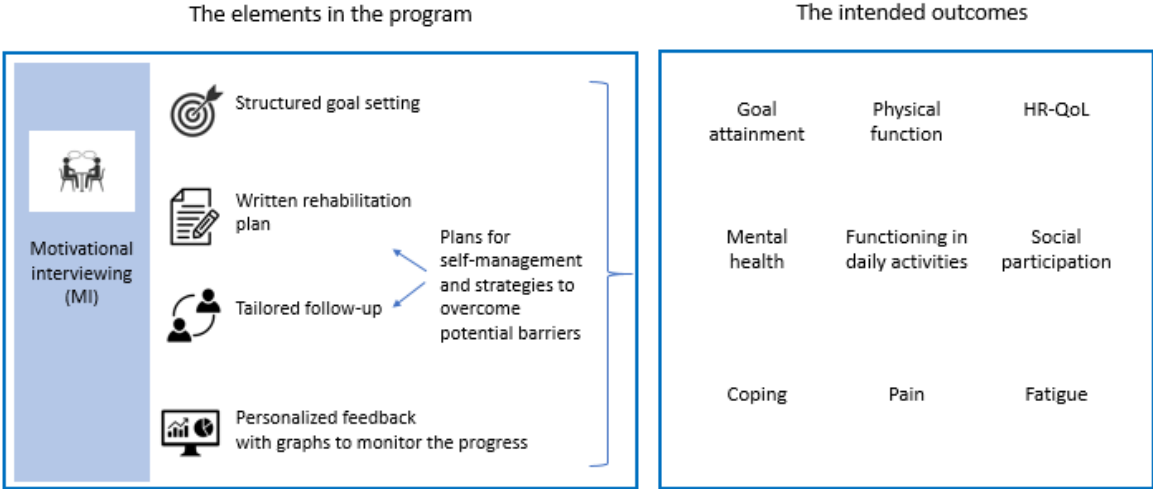 The elements in the program
The intended outcomes
Motivational
interviewing
(MI)
Structured goal setting
Written rehabilitation
plan
Tailored follow-up
Personalized feedback
with graphs to monitor the progress
Plans for
self-management
and strategies to
overcome
potential barriers
Goal
attainment
Physical
function
HR-QoL
Mental
health
Functioning in
daily activities
Social
participation
Coping
Pain
Fatigue